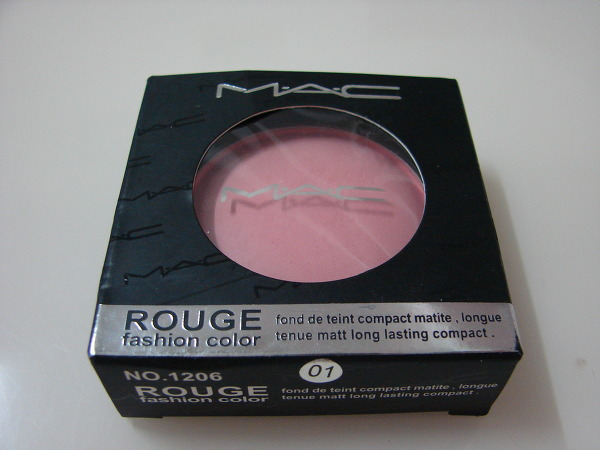 M·A·C
M·A·C
ROUGE
fashion color
fond de teint compact matite , longue
tenue matt long lasting compact .
NO.1206
01
ROUGE
fashion color
fond de teint compact matite , longue
tenue matt long lasting compact .